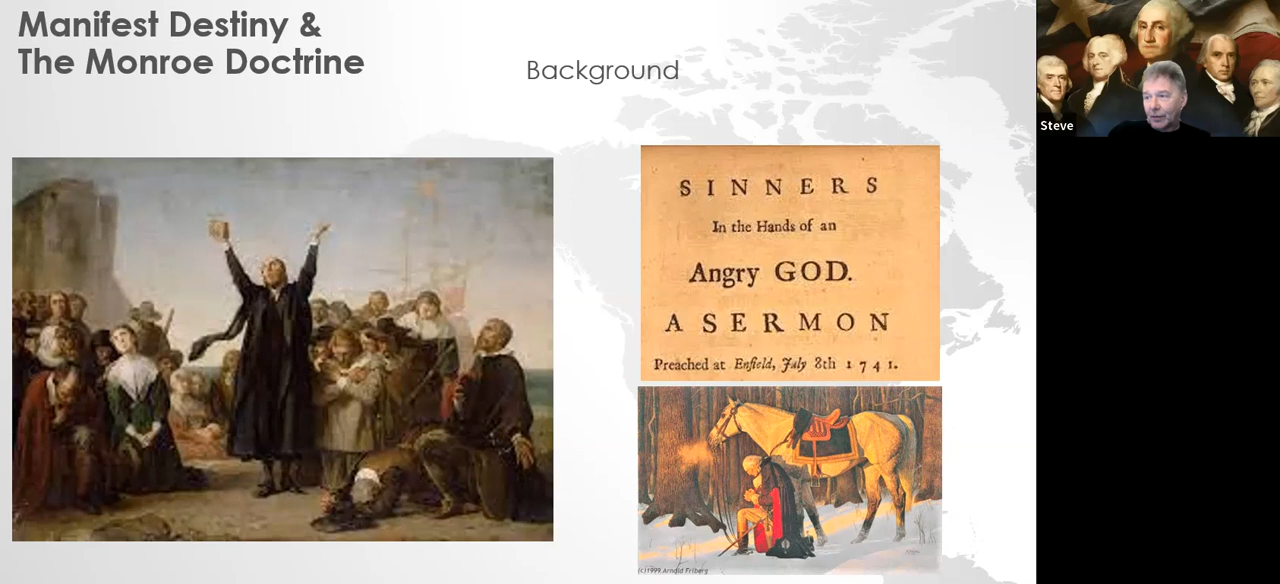 Manifest Destiny &
The Monroe Doctrine
Background
SINNERS
In the Hands of an
Angry GOD.
A SERMON
Preached at Enfield, July 8th 1741.
(c)1999 Arnold Friberg
Steve